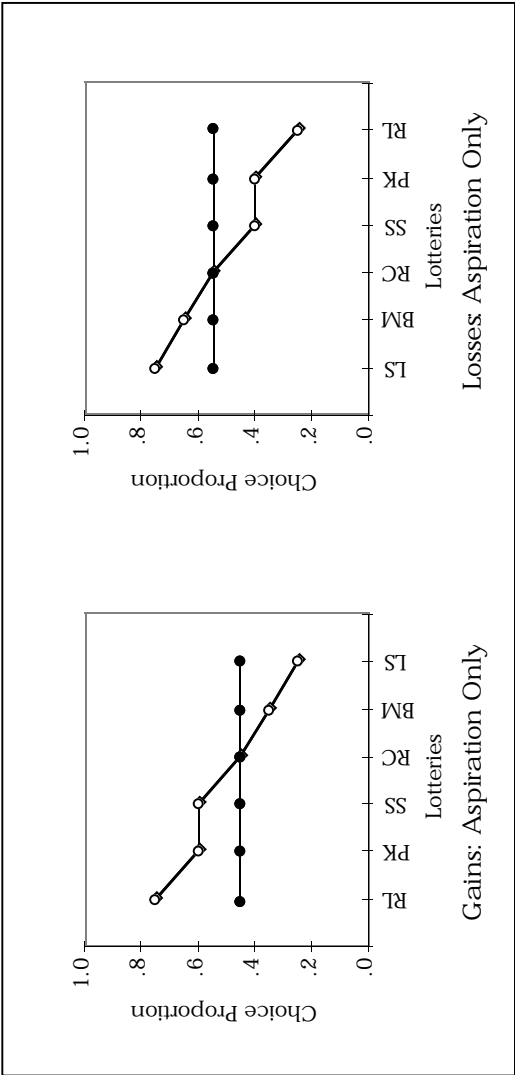 1.0
.8
.6
.4
.2
.0
Choice Proportion
LS
BM
RC
SS
PK
RL
Lotteries
Losses: Aspiration Only
1.0
.8
.6
.4
.2
.0
Choice Proportion
RL
PK
SS
RC
BM
LS
Lotteries
Gains: Aspiration Only